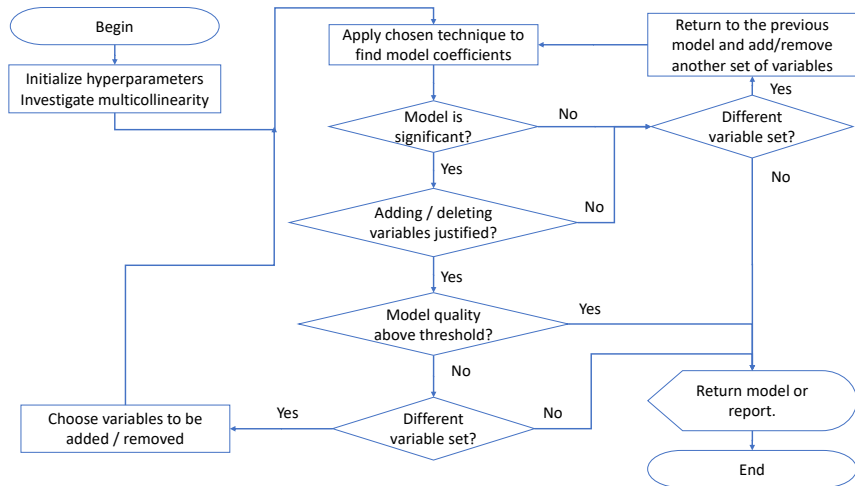 Begin
Initialize hyperparameters
Investigate multicollinearity
Apply chosen technique to
find model coefficients
Return to the previous
model and add/remove
another set of variables
Yes
Model is
significant?
No
Different
variable set?
Yes
No
Adding / deleting
variables justified?
No
Yes
Model quality
above threshold?
Yes
No
Choose variables to be
added / removed
Yes
Different
variable set?
No
Return model or
report.
End